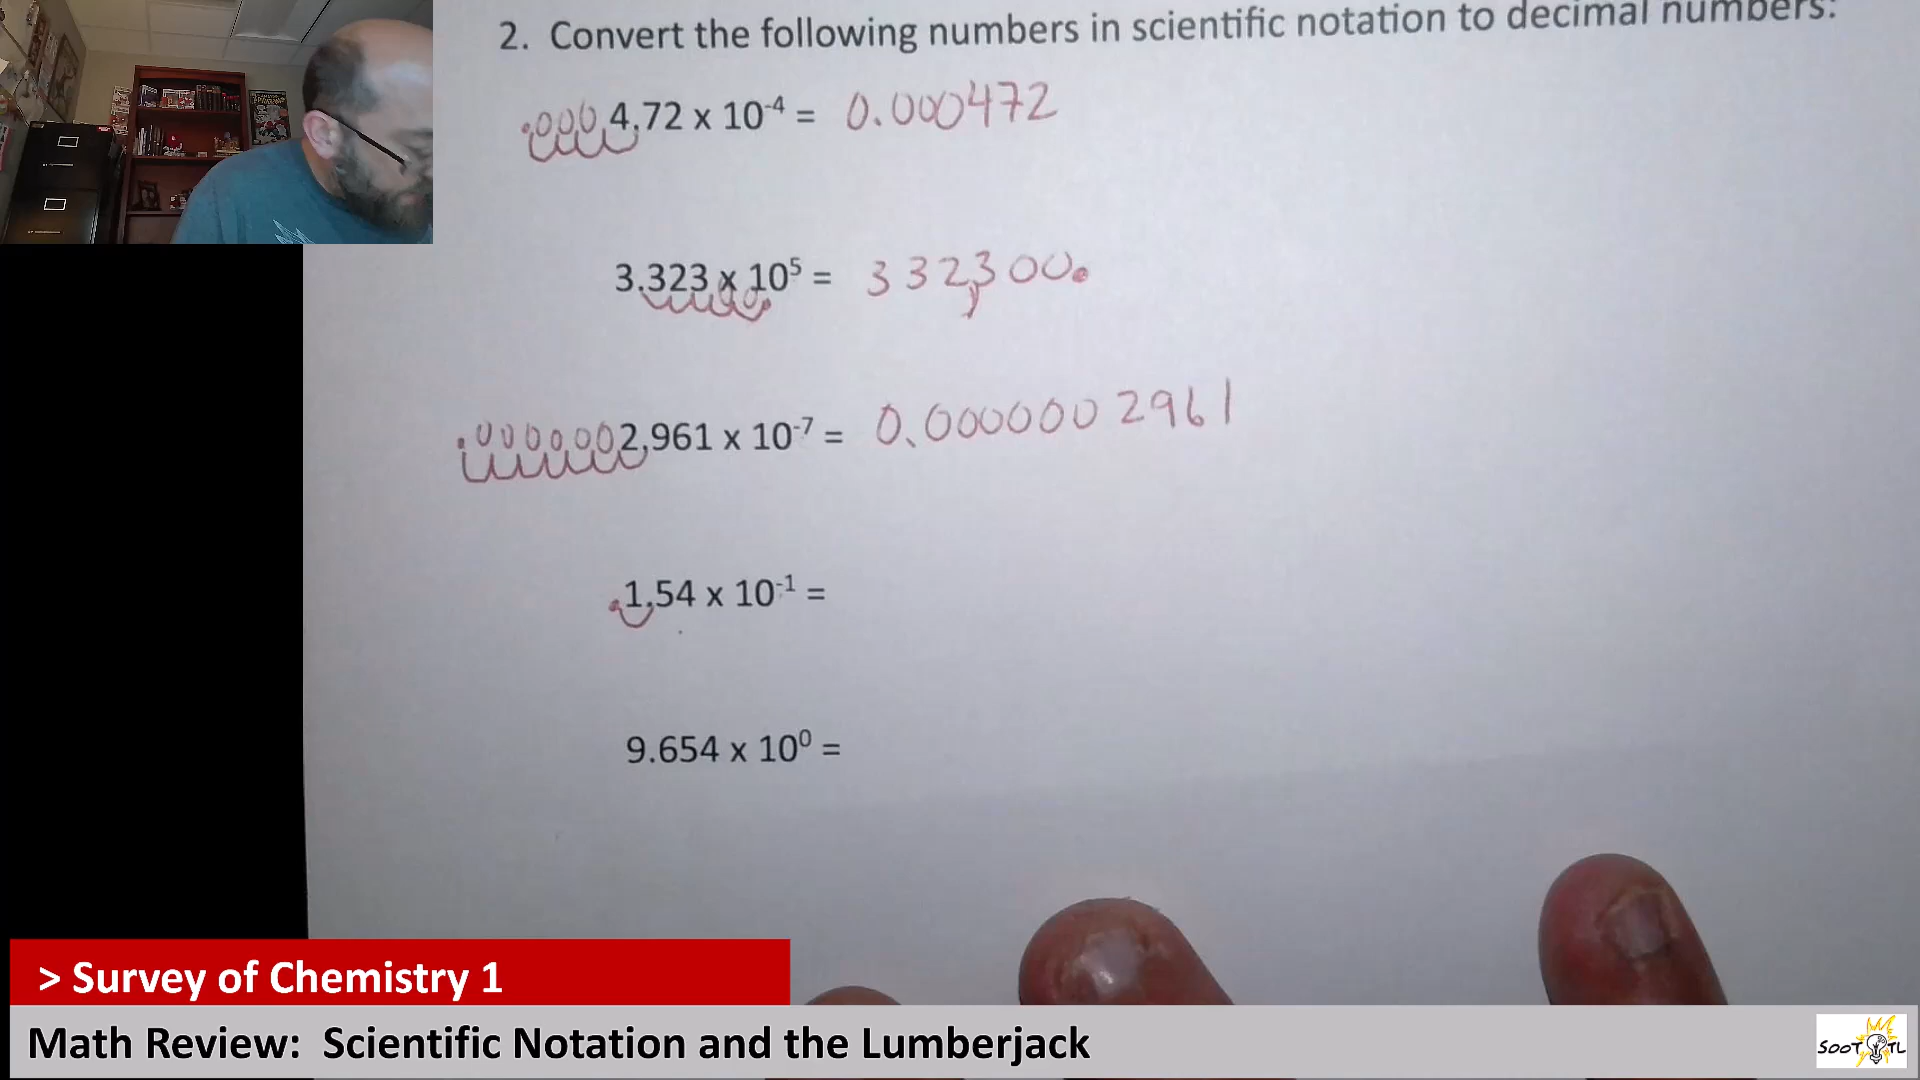 2. Convert the following numbers in scientific notation to decimal numbers:
.000 4.72 x 10⁻⁴ = 0.000472
3.323 x 10⁵ = 332,300.
.000000 2.961 x 10⁻⁷ = 0.0000002961
.1.54 x 10⁻¹ =
9.654 x 10⁰ =
> Survey of Chemistry 1
Math Review: Scientific Notation and the Lumberjack
SooT TL